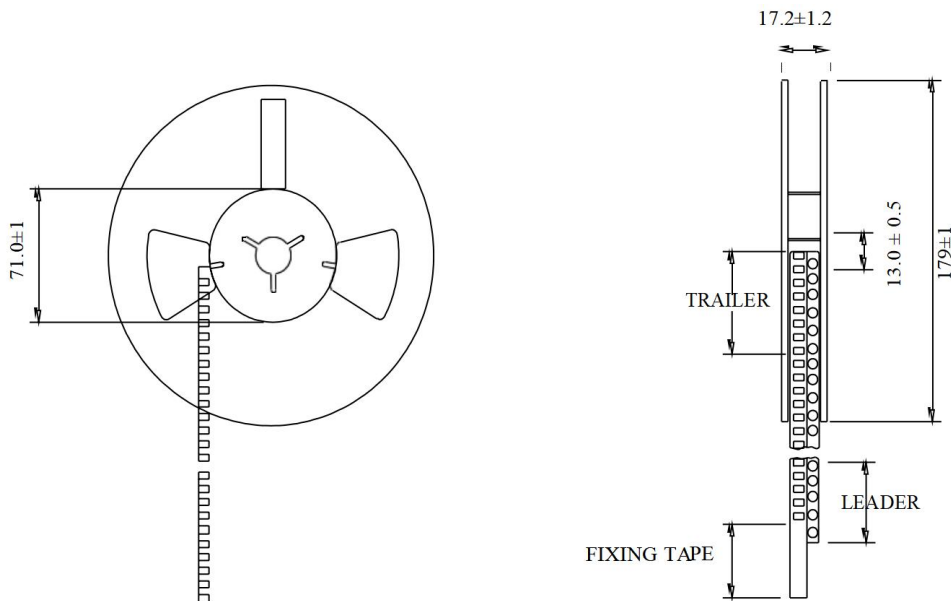 17.2±1.2
71.0±1
13.0 ± 0.5
179±1
TRAILER
LEADER
FIXING TAPE